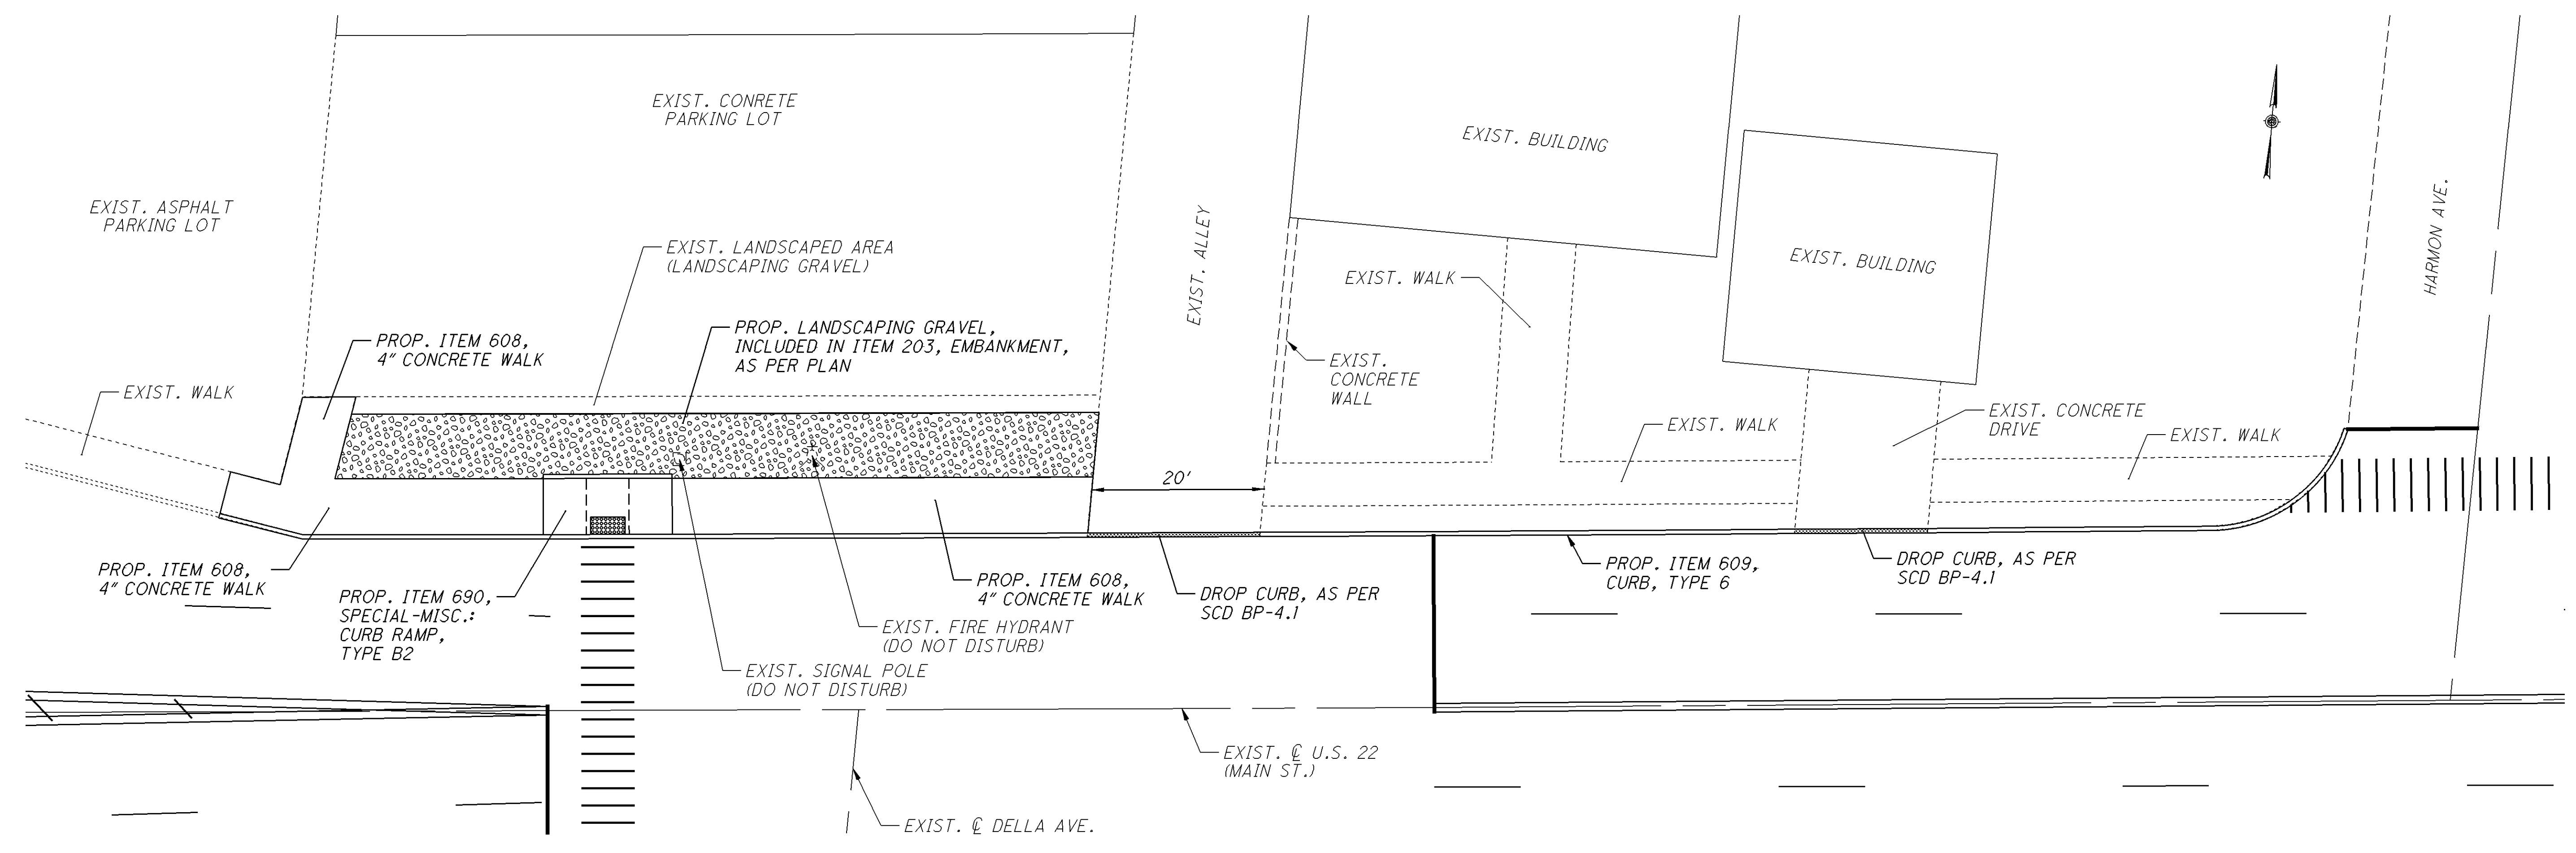 EXIST. CONRETE
PARKING LOT
EXIST. BUILDING
EXIST. ASPHALT
PARKING LOT
EXIST. LANDSCAPED AREA
(LANDSCAPING GRAVEL)
EXIST. ALLEY
EXIST. BUILDING
HARMON AVE.
EXIST. WALK
PROP. ITEM 608,
4" CONCRETE WALK
PROP. LANDSCAPING GRAVEL,
INCLUDED IN ITEM 203, EMBANKMENT,
AS PER PLAN
EXIST.
CONCRETE
WALL
EXIST. WALK
EXIST. WALK
EXIST. CONCRETE
DRIVE
EXIST. WALK
20'
PROP. ITEM 608,
4" CONCRETE WALK
PROP. ITEM 690,
SPECIAL-MISC.:
CURB RAMP,
TYPE B2
PROP. ITEM 608,
4" CONCRETE WALK
DROP CURB, AS PER
SCD BP-4.1
PROP. ITEM 609,
CURB, TYPE 6
DROP CURB, AS PER
SCD BP-4.1
EXIST. FIRE HYDRANT
(DO NOT DISTURB)
EXIST. SIGNAL POLE
(DO NOT DISTURB)
EXIST. ℄ U.S. 22
(MAIN ST.)
EXIST. ℄ DELLA AVE.